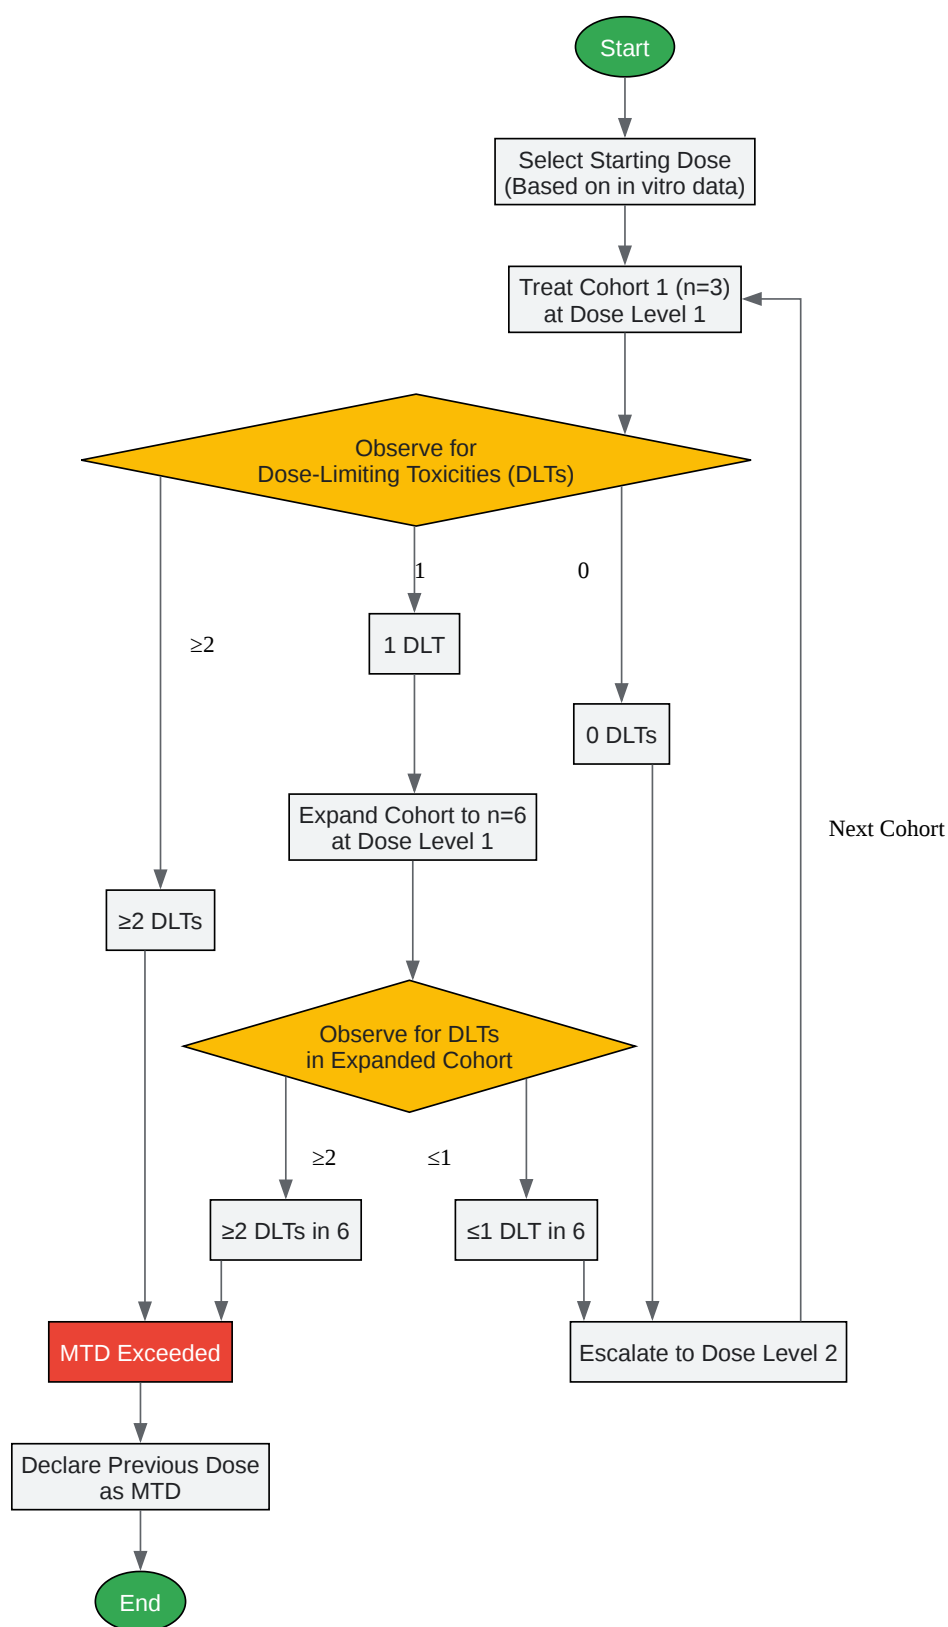 Start
Select Starting Dose
(Based on in vitro data)
Treat Cohort 1 (n=3)
at Dose Level 1
Observe for
Dose-Limiting Toxicities (DLTs)
1
0
≥2
1 DLT
0 DLTs
Expand Cohort to n=6
at Dose Level 1
Next Cohort
≥2 DLTs
Observe for DLTs
in Expanded Cohort
≥2
≤1
≥2 DLTs in 6
≤1 DLT in 6
MTD Exceeded
Escalate to Dose Level 2
Declare Previous Dose
as MTD
End